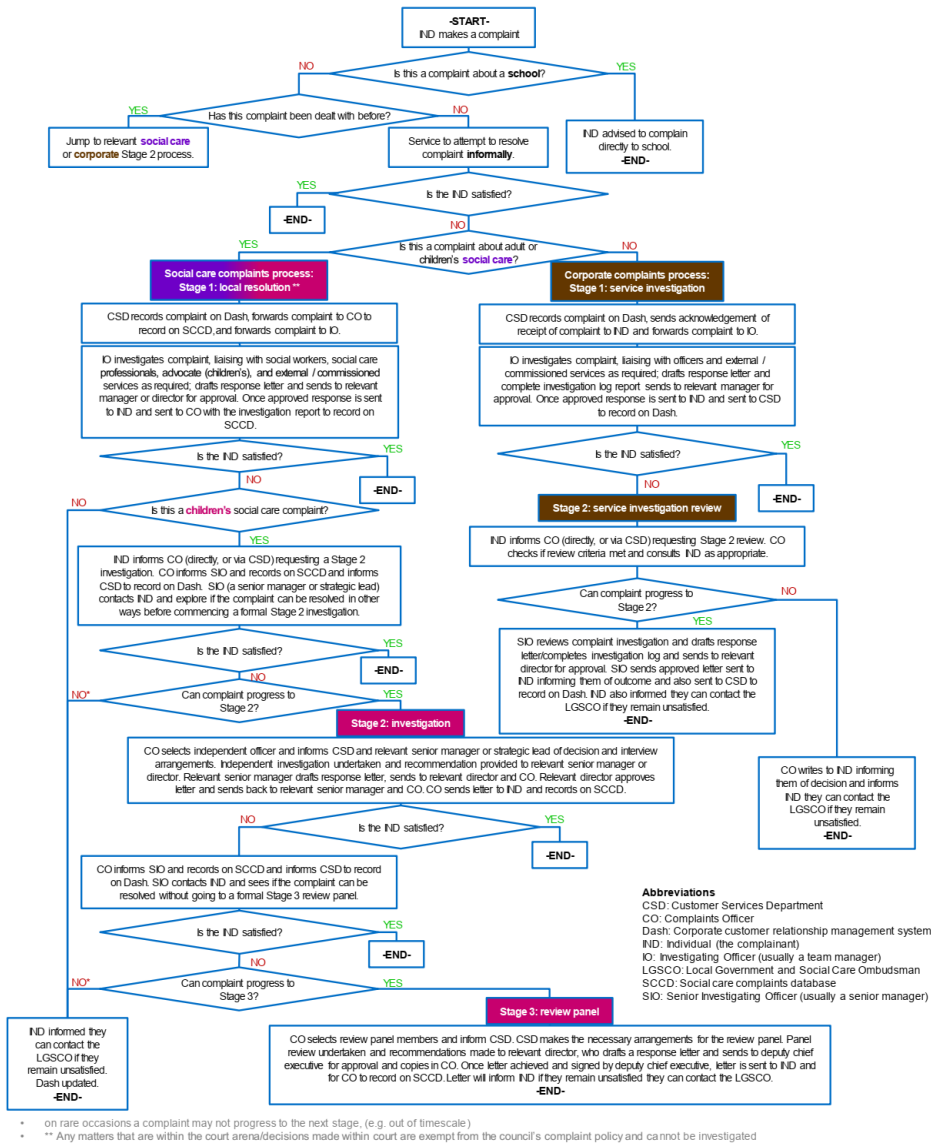 -START-
IND makes a complaint
Is this a complaint about a school?
NO
YES
Has this complaint been dealt with before?
YES
NO
Jump to relevant social care
or corporate Stage 2 process.
Service to attempt to resolve
complaint informally.
IND advised to complain
directly to school.
-END-
Is the IND satisfied?
YES
-END-
NO
Is this a complaint about adult or
children's social care?
YES
NO
Social care complaints process:
Stage 1: local resolution **
Corporate complaints process:
Stage 1: service investigation
CSD records complaint on Dash, forwards complaint to CO to
record on SCCD, and forwards complaint to IO.
CSD records complaint on Dash, sends acknowledgement of
receipt of complaint to IND and forwards complaint to IO.
IO investigates complaint, liaising with social workers, social care
professionals, advocate (children's), and external / commissioned
services as required; drafts response letter and sends to relevant
manager or director for approval. Once approved response is sent
to IND and sent to CO with the investigation report to record on
SCCD.
IO investigates complaint, liaising with officers and external /
commissioned services as required; drafts response letter and
complete investigation log report sends to relevant manager for
approval. Once approved response is sent to IND and sent to CSD
to record on Dash.
Is the IND satisfied?
YES
-END-
NO
Is the IND satisfied?
YES
-END-
NO
NO
Is this a children's social care complaint?
YES
Stage 2: service investigation review
IND informs CO (directly, or via CSD) requesting a Stage 2
investigation. CO informs SIO and records on SCCD and informs
CSD to record on Dash. SIO (a senior manager or strategic lead)
contacts IND and explore if the complaint can be resolved in other
ways before commencing a formal Stage 2 investigation.
IND informs CO (directly, or via CSD) requesting Stage 2 review. CO
checks if review criteria met and consults IND as appropriate.
Can complaint progress to
Stage 2?
NO
YES
Is the IND satisfied?
YES
-END-
NO
SIO reviews complaint investigation and drafts response
letter/completes investigation log and sends to relevant
director for approval. SIO sends approved letter sent to
IND informing them of outcome and also sent to CSD to
record on Dash. IND also informed they can contact the
LGSCO if they remain unsatisfied.
-END-
NO*
Can complaint progress to
Stage 2?
YES
Stage 2: investigation
CO selects independent officer and informs CSD and relevant senior manager or strategic lead of decision and interview
arrangements. Independent investigation undertaken and recommendation provided to relevant senior manager or
director. Relevant senior manager drafts response letter, sends to relevant director and CO. Relevant director approves
letter and sends back to relevant senior manager and CO. CO sends letter to IND and records on SCCD.
CO writes to IND informing
them of decision and informs
IND they can contact the
LGSCO if they remain
unsatisfied.
-END-
NO
Is the IND satisfied?
YES
-END-
CO informs SIO and records on SCCD and informs CSD to record
on Dash. SIO contacts IND and sees if the complaint can be
resolved without going to a formal Stage 3 review panel.
Is the IND satisfied?
YES
-END-
NO
NO*
Can complaint progress to
Stage 3?
YES
Stage 3: review panel
IND informed they
can contact the
LGSCO if they
remain unsatisfied.
Dash updated.
-END-
CO selects review panel members and inform CSD. CSD makes the necessary arrangements for the review panel. Panel
review undertaken and recommendations made to relevant director, who drafts a response letter and sends to deputy chief
executive for approval and copies in CO. Once letter achieved and signed by deputy chief executive, letter is sent to IND and
for CO to record on SCCD. Letter will inform IND if they remain unsatisfied they can contact the LGSCO.
-END-
Abbreviations
CSD: Customer Services Department
CO: Complaints Officer
Dash: Corporate customer relationship management system
IND: Individual (the complainant)
IO: Investigating Officer (usually a team manager)
LGSCO: Local Government and Social Care Ombudsman
SCCD: Social care complaints database
SIO: Senior Investigating Officer (usually a senior manager)
• on rare occasions a complaint may not progress to the next stage, (e.g. out of timescale)
• ** Any matters that are within the court arena/decisions made within court are exempt from the council's complaint policy and cannot be investigated